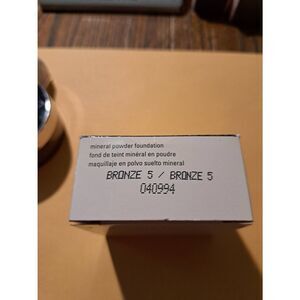 mineral powder foundation
fond de teint minéral en poudre
maquillaje en polvo suelto mineral
BRONZE 5 / BRONZE 5
040994